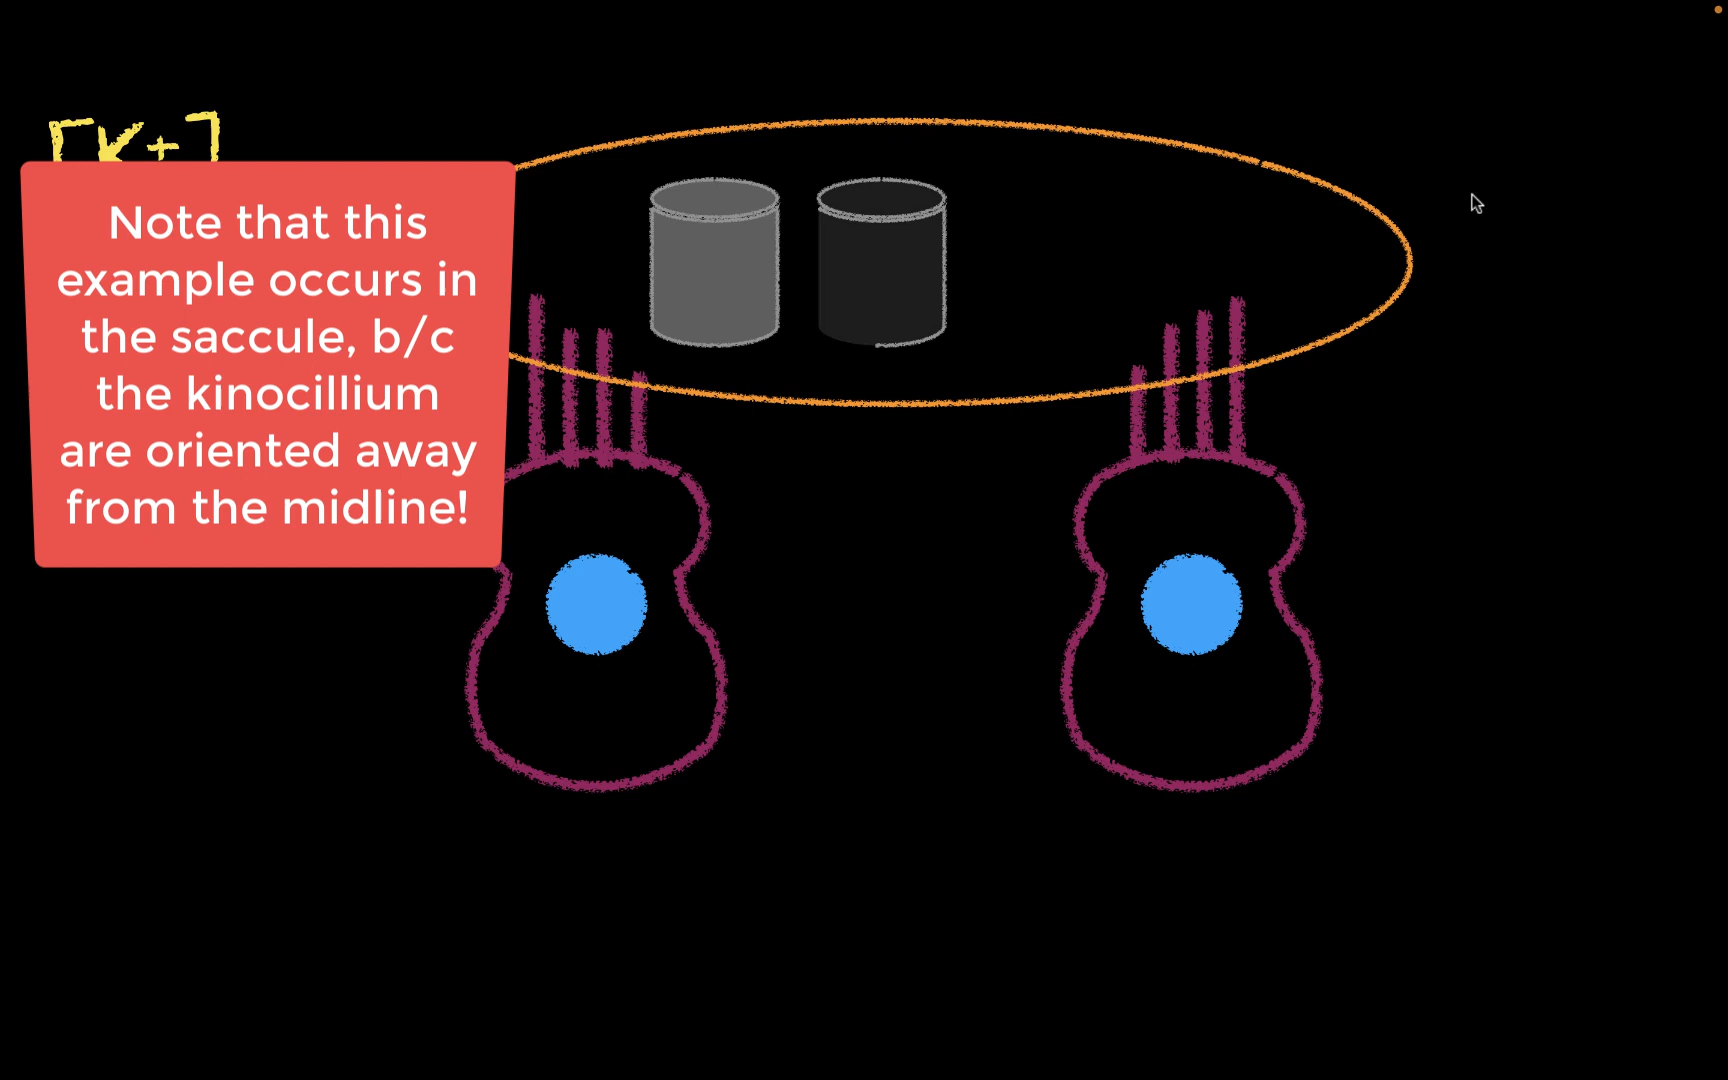 [K+]
Note that this
example occurs in
the saccule, b/c
the kinocillium
are oriented away
from the midline!